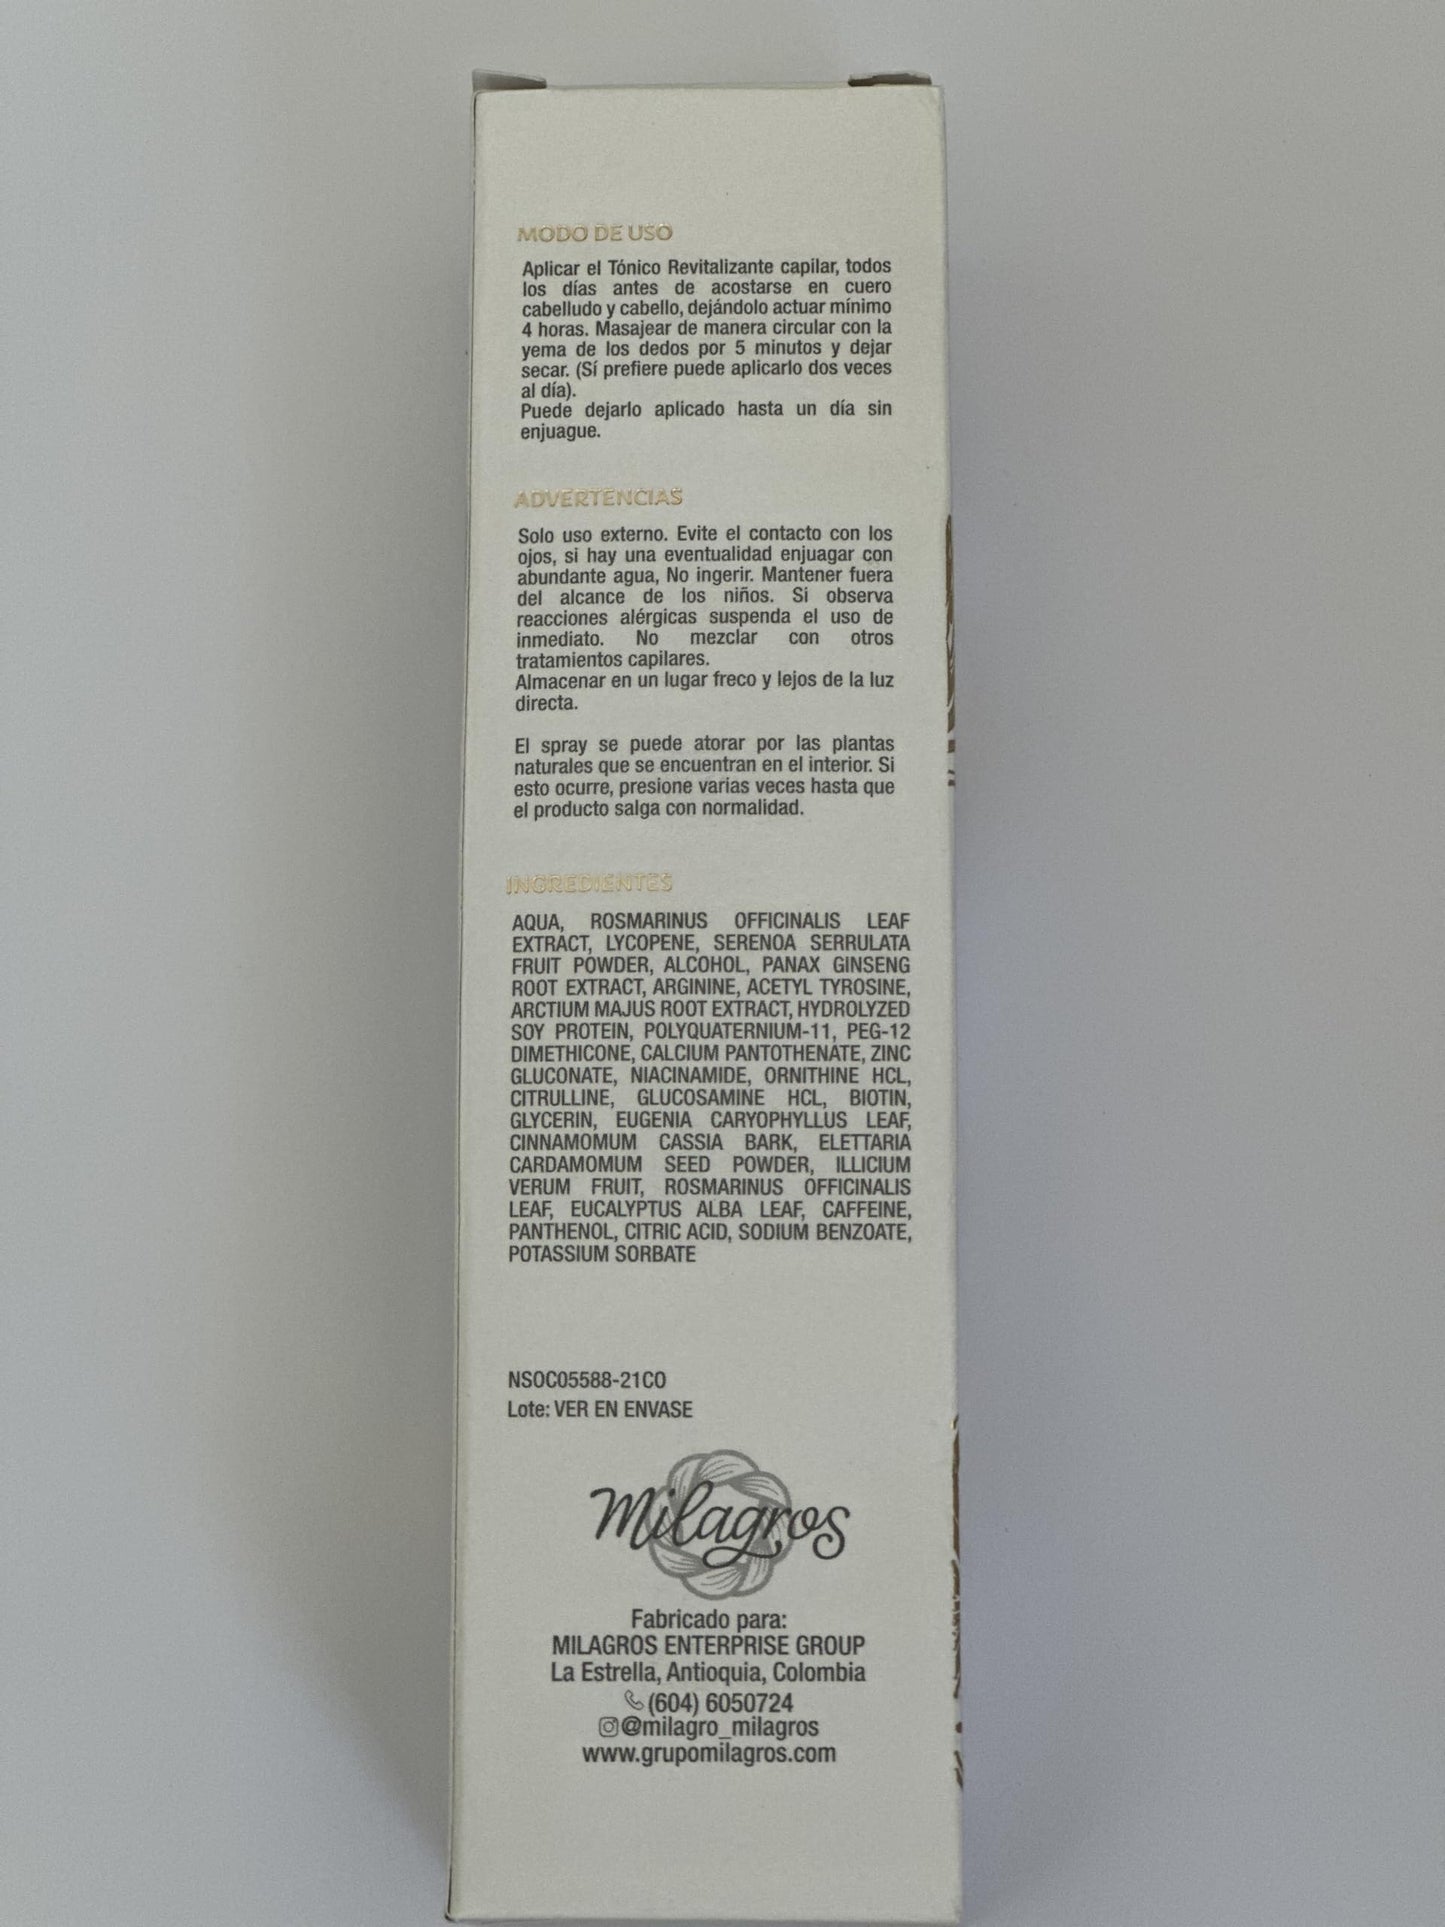 MODO DE USO
Aplicar el Tónico Revitalizante capilar, todos
los días antes de acostarse en cuero
cabelludo y cabello, dejándolo actuar mínimo
4 horas. Masajear de manera circular con la
yema de los dedos por 5 minutos y dejar
secar. (Sí prefiere puede aplicarlo dos veces
al día).
Puede dejarlo aplicado hasta un día sin
enjuague.
ADVERTENCIAS
Solo uso externo. Evite el contacto con los
ojos, si hay una eventualidad enjuagar con
abundante agua, No ingerir. Mantener fuera
del alcance de los niños. Si observa
reacciones alérgicas suspenda el uso de
inmediato. No mezclar con otros
tratamientos capilares.
Almacenar en un lugar freco y lejos de la luz
directa.
El spray se puede atorar por las plantas
naturales que se encuentran en el interior. Si
esto ocurre, presione varias veces hasta que
el producto salga con normalidad.
INGREDIENTES
AQUA, ROSMARINUS OFFICINALIS LEAF
EXTRACT, LYCOPENE, SERENOA SERRULATA
FRUIT POWDER, ALCOHOL, PANAX GINSENG
ROOT EXTRACT, ARGININE, ACETYL TYROSINE,
ARCTIUM MAJUS ROOT EXTRACT, HYDROLYZED
SOY PROTEIN, POLYQUATERNIUM-11, PEG-12
DIMETHICONE, CALCIUM PANTOTHENATE, ZINC
GLUCONATE, NIACINAMIDE, ORNITHINE HCL,
CITRULLINE, GLUCOSAMINE HCL, BIOTIN,
GLYCERIN, EUGENIA CARYOPHYLLUS LEAF,
CINNAMOMUM CASSIA BARK, ELETTARIA
CARDAMOMUM SEED POWDER, ILLICIUM
VERUM FRUIT, ROSMARINUS OFFICINALIS
LEAF, EUCALYPTUS ALBA LEAF, CAFFEINE,
PANTHENOL, CITRIC ACID, SODIUM BENZOATE,
POTASSIUM SORBATE
NSOC05588-21CO
Lote: VER EN ENVASE
Milagros
Fabricado para:
MILAGROS ENTERPRISE GROUP
La Estrella, Antioquia, Colombia
(604) 6050724
@milagro_milagros
www.grupomilagros.com